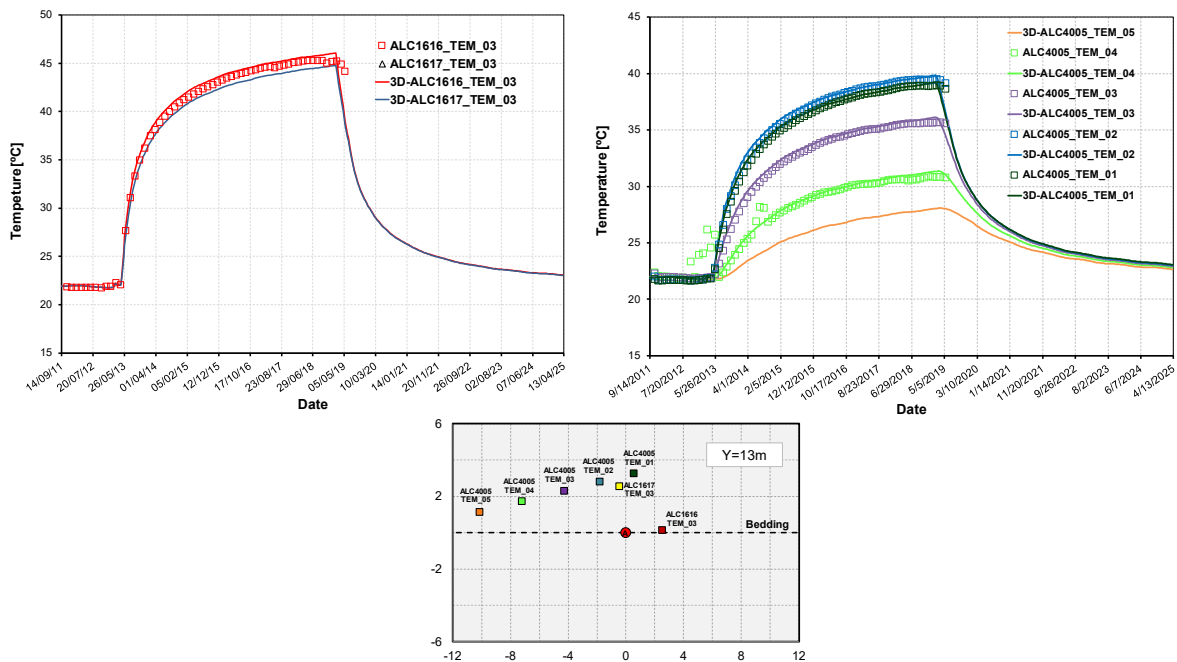 50
45
40
35
30
25
20
15
Tempeture [ºC]
ALC1616_TEM_03
ALC1617_TEM_03
3D-ALC1616_TEM_03
3D-ALC1617_TEM_03
14/09/11
20/07/12
26/05/13
01/04/14
05/02/15
12/12/15
17/10/16
23/08/17
29/06/18
05/05/19
10/03/20
14/01/21
20/11/21
26/09/22
02/08/23
07/06/24
13/04/25
Date
45
40
35
30
25
20
15
Temperature [ºC]
3D-ALC4005_TEM_05
ALC4005_TEM_04
3D-ALC4005_TEM_04
ALC4005_TEM_03
3D-ALC4005_TEM_03
ALC4005_TEM_02
3D-ALC4005_TEM_02
ALC4005_TEM_01
3D-ALC4005_TEM_01
9/14/2011
7/20/2012
5/26/2013
4/1/2014
2/5/2015
12/12/2015
10/17/2016
8/23/2017
6/29/2018
5/5/2019
3/10/2020
1/14/2021
11/20/2021
9/26/2022
8/2/2023
6/7/2024
4/13/2025
Date
6
2
-2
-6
Y=13m
ALC4005
TEM_01
ALC4005
TEM_02
ALC4005
TEM_03
ALC4005
TEM_04
ALC4005
TEM_05
ALC1617
TEM_03
ALC1616
TEM_03
Bedding
-12
-8
-4
0
4
8
12